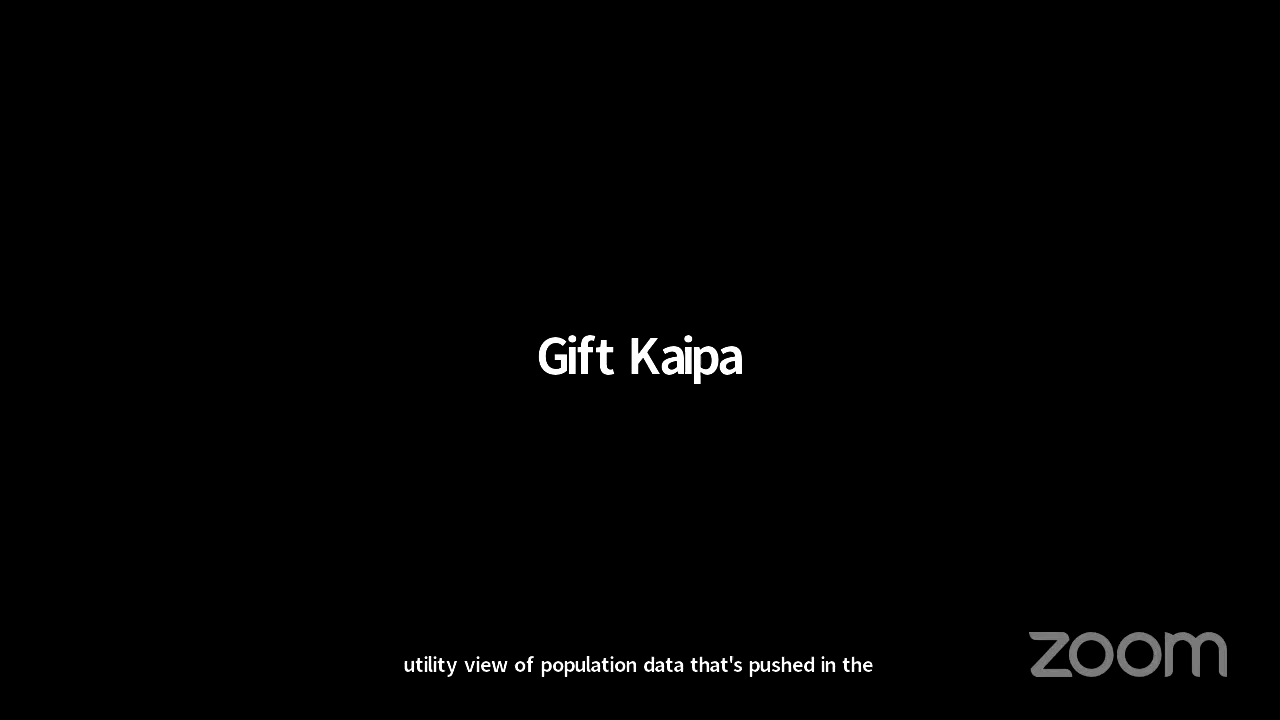 Gift Kaipa
utility view of population data that's pushed in the
zoom